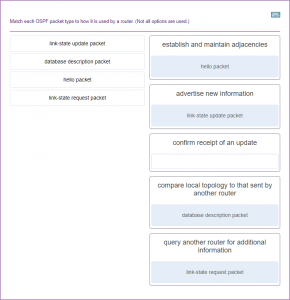 Match each OSPF packet type to how it is used by a router. (Not all options are used.)
link-state update packet
database description packet
hello packet
link-state request packet
establish and maintain adjacencies
hello packet
advertise new information
link-state update packet
confirm receipt of an update
compare local topology to that sent by
another router
database description packet
query another router for additional
information
link-state request packet